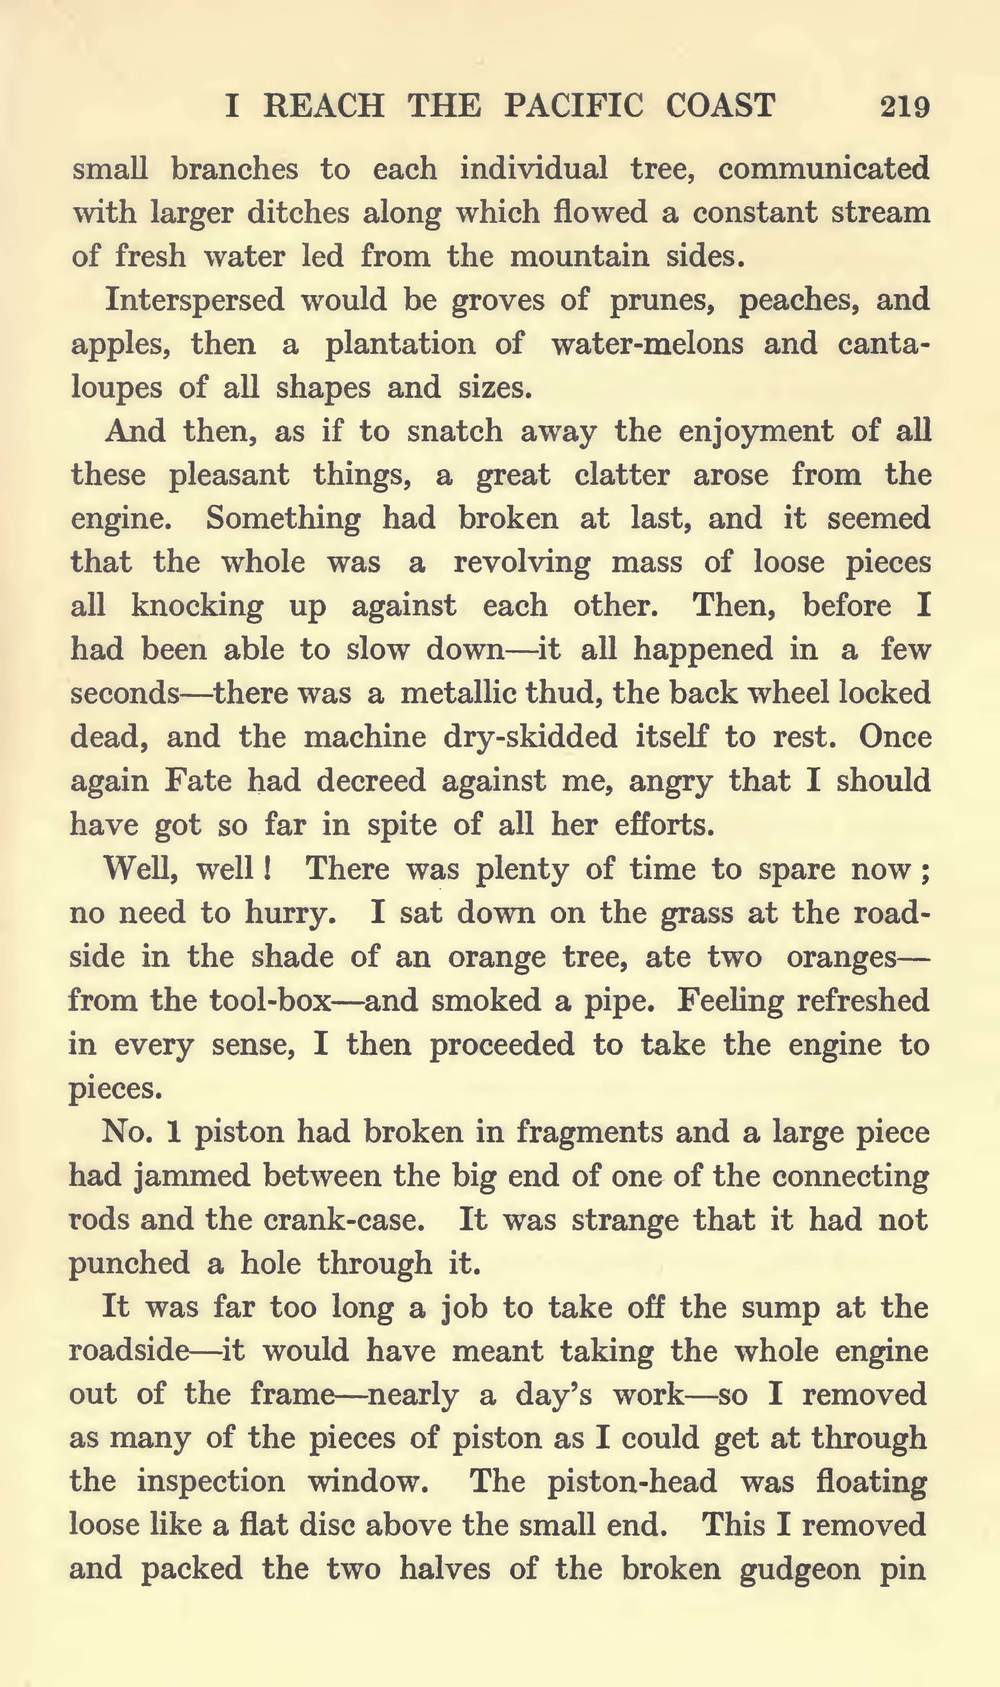 I REACH THE PACIFIC COAST 219
small branches to each individual tree, communicated
with larger ditches along which flowed a constant stream
of fresh water led from the mountain sides.
Interspersed would be groves of prunes, peaches, and
apples, then a plantation of water-melons and canta-
loupes of all shapes and sizes.
And then, as if to snatch away the enjoyment of all
these pleasant things, a great clatter arose from the
engine. Something had broken at last, and it seemed
that the whole was a revolving mass of loose pieces
all knocking up against each other. Then, before I
had been able to slow down—it all happened in a few
seconds—there was a metallic thud, the back wheel locked
dead, and the machine dry-skidded itself to rest. Once
again Fate had decreed against me, angry that I should
have got so far in spite of all her efforts.
Well, well ! There was plenty of time to spare now ;
no need to hurry. I sat down on the grass at the road-
side in the shade of an orange tree, ate two oranges—
from the tool-box—and smoked a pipe. Feeling refreshed
in every sense, I then proceeded to take the engine to
pieces.
No. 1 piston had broken in fragments and a large piece
had jammed between the big end of one of the connecting
rods and the crank-case. It was strange that it had not
punched a hole through it.
It was far too long a job to take off the sump at the
roadside—it would have meant taking the whole engine
out of the frame—nearly a day's work—so I removed
as many of the pieces of piston as I could get at through
the inspection window. The piston-head was floating
loose like a flat disc above the small end. This I removed
and packed the two halves of the broken gudgeon pin